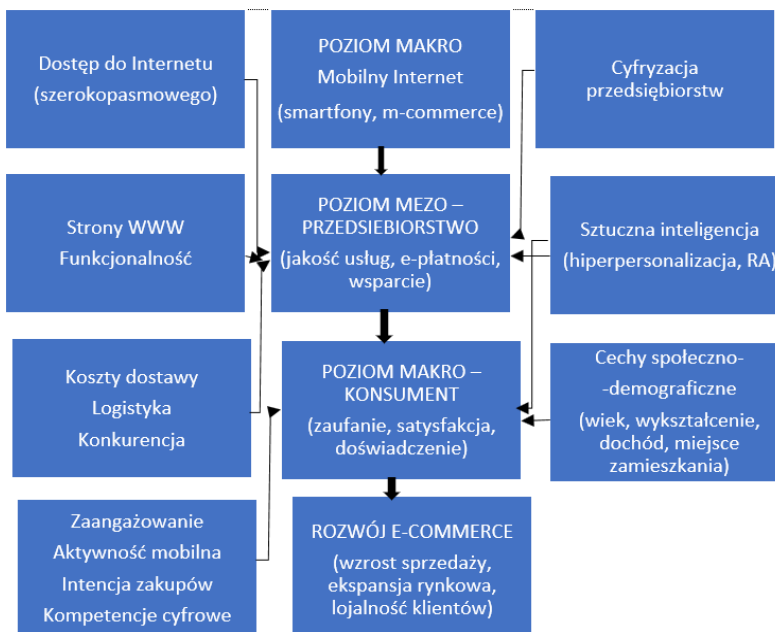 Dostęp do Internetu
(szerokopasmowego)
POZIOM MAKRO
Mobilny Internet
(smartfony, m-commerce)
Cyfryzacja
przedsiębiorstw
Strony WWW
Funkcjonalność
POZIOM MEZO –
PRZEDSIEBIORSTWO
(jakość usług, e-płatności,
wsparcie)
Sztuczna inteligencja
(hiperpersonalizacja, RA)
Koszty dostawy
Logistyka
Konkurencja
POZIOM MAKRO –
KONSUMENT
(zaufanie, satysfakcja,
doświadczenie)
Cechy społeczno-
-demograficzne
(wiek, wykształcenie,
dochód, miejsce
zamieszkania)
Zaangażowanie
Aktywność mobilna
Intencja zakupów
Kompetencje cyfrowe
ROZWÓJ E-COMMERCE
(wzrost sprzedaży,
ekspansja rynkowa,
lojalność klientów)